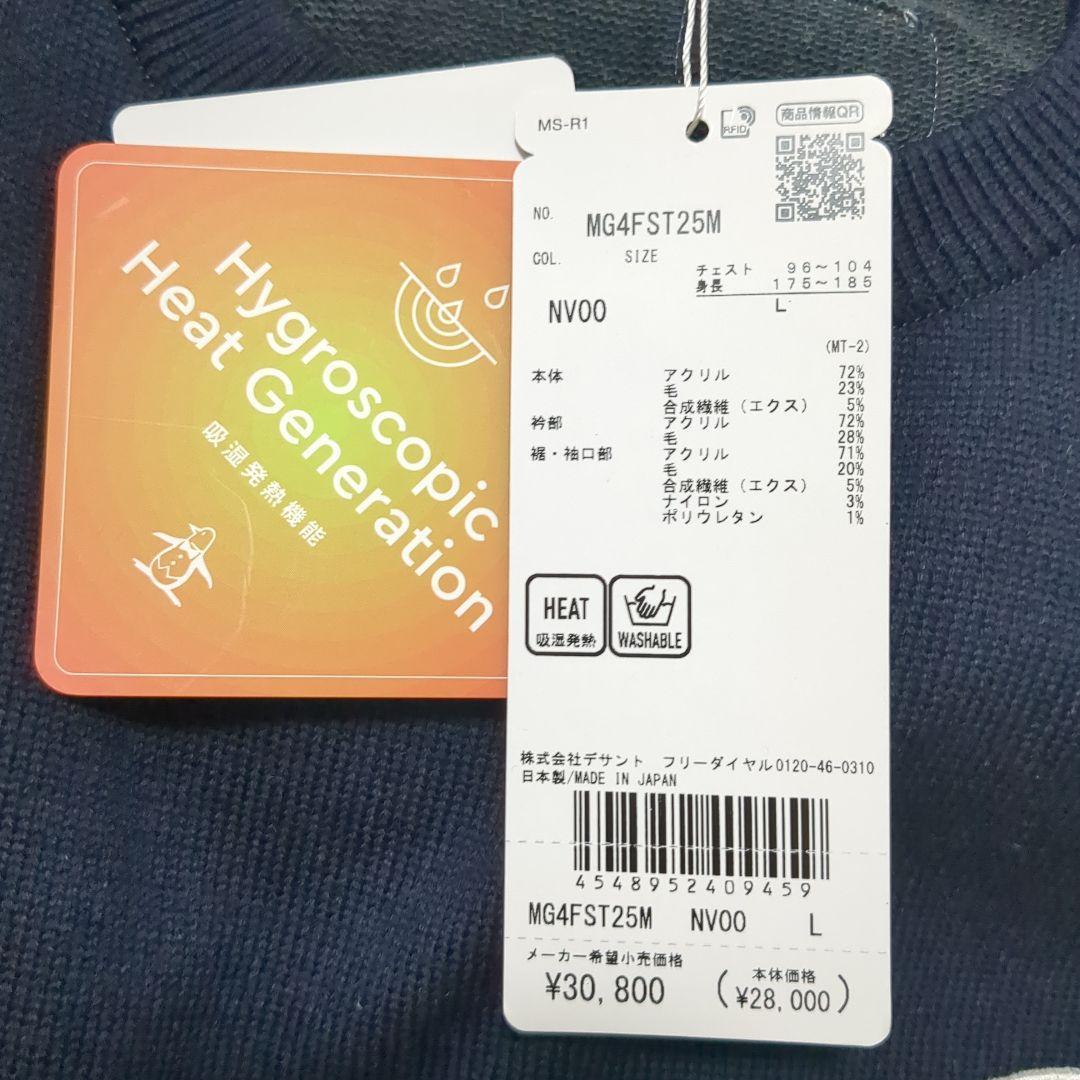 Hygroscopic
Heat Generation
吸湿発熱機能
MS-R1
RFID
商品情報QR
NO.
MG4FST25M
COL.
SIZE
チェスト 96～104
身長 175～185
NV00
L
(MT-2)
本体 アクリル 72%
毛 23%
合成繊維(エクス) 5%
衿部 アクリル 72%
毛 28%
裾・袖口部 アクリル 71%
毛 20%
合成繊維(エクス) 5%
ナイロン 3%
ポリウレタン 1%
HEAT
吸湿発熱
WASHABLE
株式会社デサント フリーダイヤル0120-46-0310
日本製/MADE IN JAPAN
4548952409459
MG4FST25M NV00 L
メーカー希望小売価格
¥30,800
(本体価格
¥28,000)